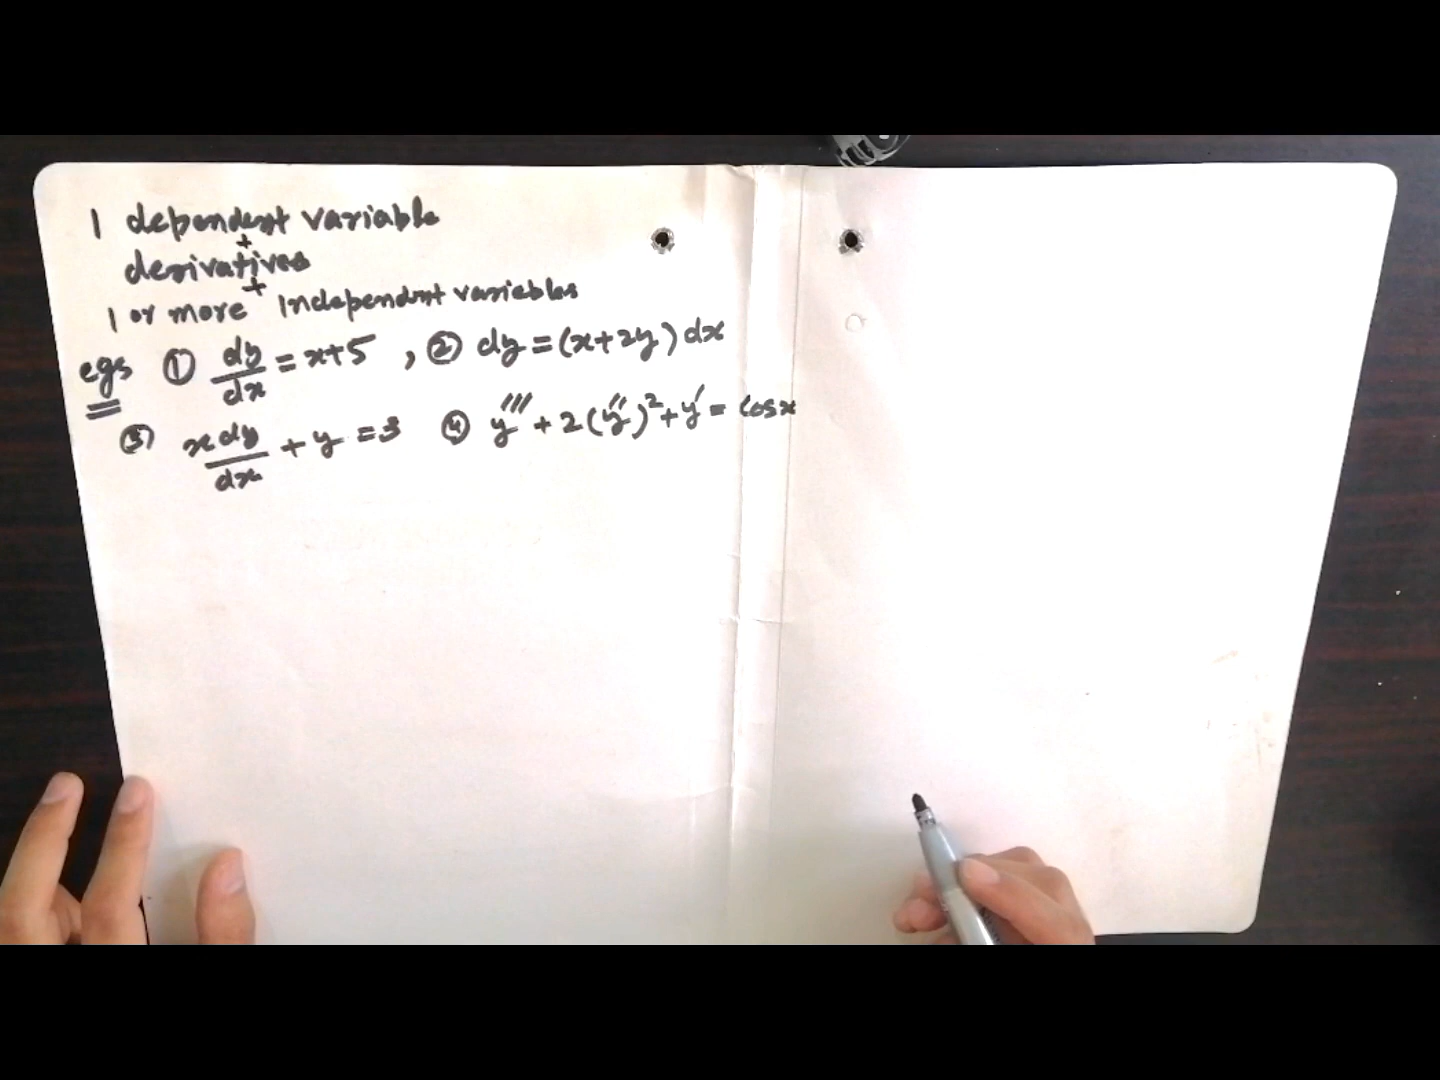 1 dependent variable
+
derivatives
+
1 or more Independent variables
egs ① dy/dx = x+5 , ② dy = (x+2y) dx
③ x dy/dx + y = 3 ④ y''' + 2(y'')² + y' = cosx